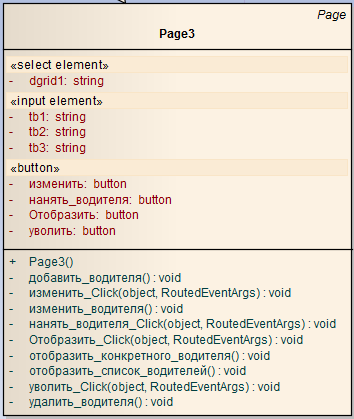 Page
Page3
«select element»
- dgrid1: string
«input element»
- tb1: string
- tb2: string
- tb3: string
«button»
- изменить: button
- нанять_водителя: button
- Отобразить: button
- уволить: button
+ Page3()
- добавить_водителя() : void
- изменить_Click(object, RoutedEventArgs) : void
- изменить_водителя() : void
- нанять_водителя_Click(object, RoutedEventArgs) : void
- Отобразить_Click(object, RoutedEventArgs) : void
- отобразить_конкретного_водителя() : void
- отобразить_список_водителей() : void
- уволить_Click(object, RoutedEventArgs) : void
- удалить_водителя() : void